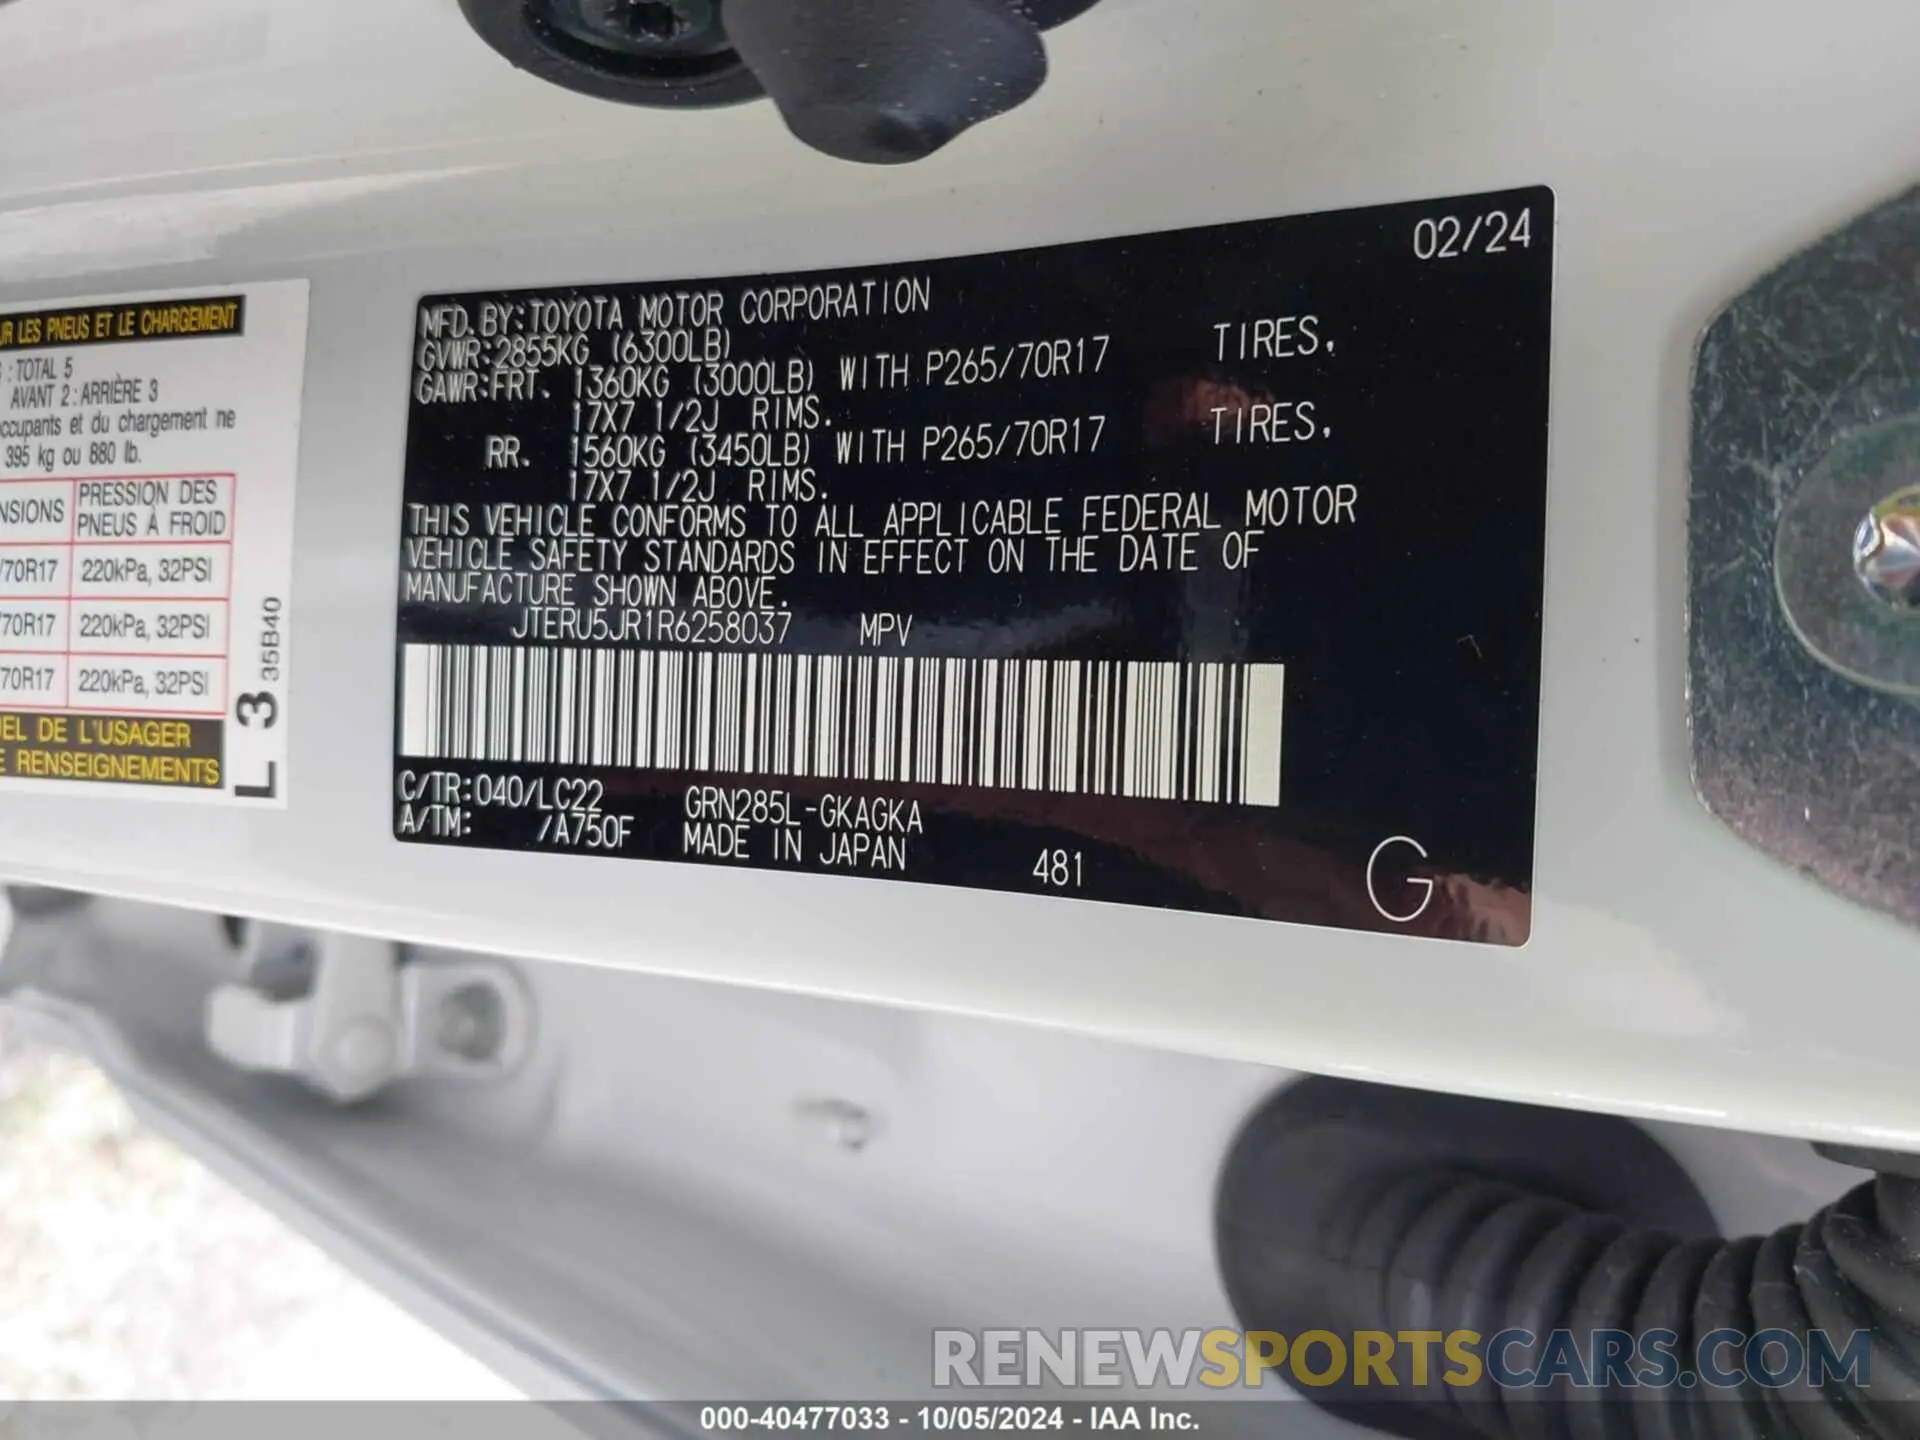 UR LES PNEUS ET LE CHARGEMENT
: TOTAL 5
AVANT 2 : ARRIÈRE 3
occupants et du chargement ne
395 kg ou 880 lb.
NSIONS PRESSION DES
PNEUS À FROID
/70R17 220kPa, 32PSI
70R17 220kPa, 32PSI
70R17 220kPa, 32PSI
UEL DE L'USAGER
E RENSEIGNEMENTS
L 3 35B40
02/24
MFD. BY: TOYOTA MOTOR CORPORATION
GVWR: 2855KG (6300LB)
GAWR: FRT. 1360KG (3000LB) WITH P265/70R17 TIRES,
17X7 1/2J RIMS.
RR. 1560KG (3450LB) WITH P265/70R17 TIRES,
17X7 1/2J RIMS.
THIS VEHICLE CONFORMS TO ALL APPLICABLE FEDERAL MOTOR
VEHICLE SAFETY STANDARDS IN EFFECT ON THE DATE OF
MANUFACTURE SHOWN ABOVE.
JTERU5JR1R6258037 MPV
C/TR: 040/LC22 GRN285L-GKAGKA
A/TM: /A750F MADE IN JAPAN 481
G
RENEWSPORTSCARS.COM
000-40477033 - 10/05/2024 - IAA Inc.